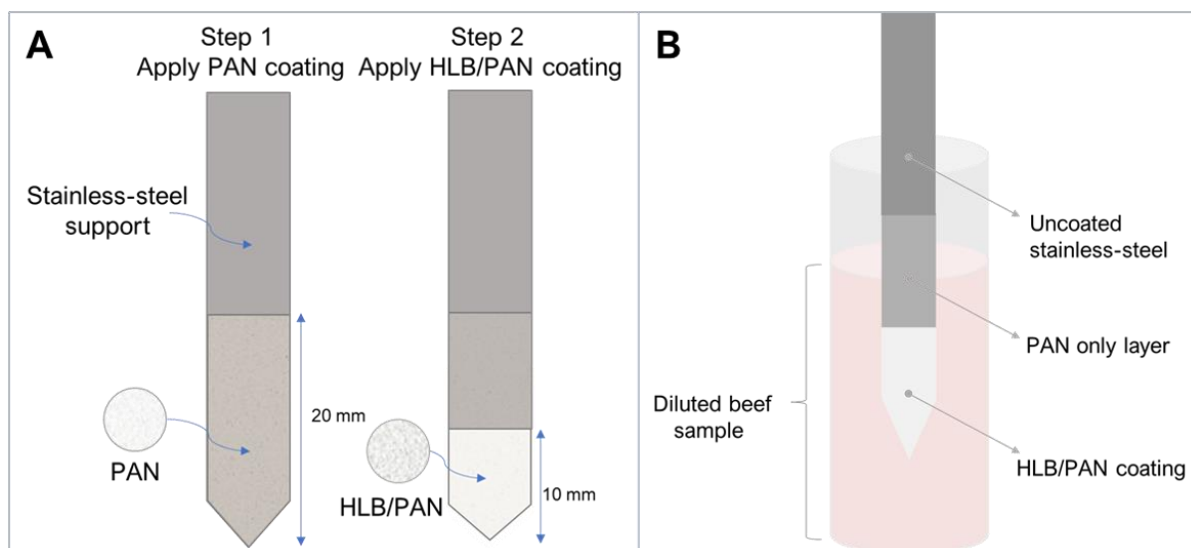 A
Step 1
Apply PAN coating
Step 2
Apply HLB/PAN coating
Stainless-steel
support
PAN
20 mm
HLB/PAN
10 mm
B
Uncoated
stainless-steel
PAN only layer
Diluted beef
sample
HLB/PAN coating